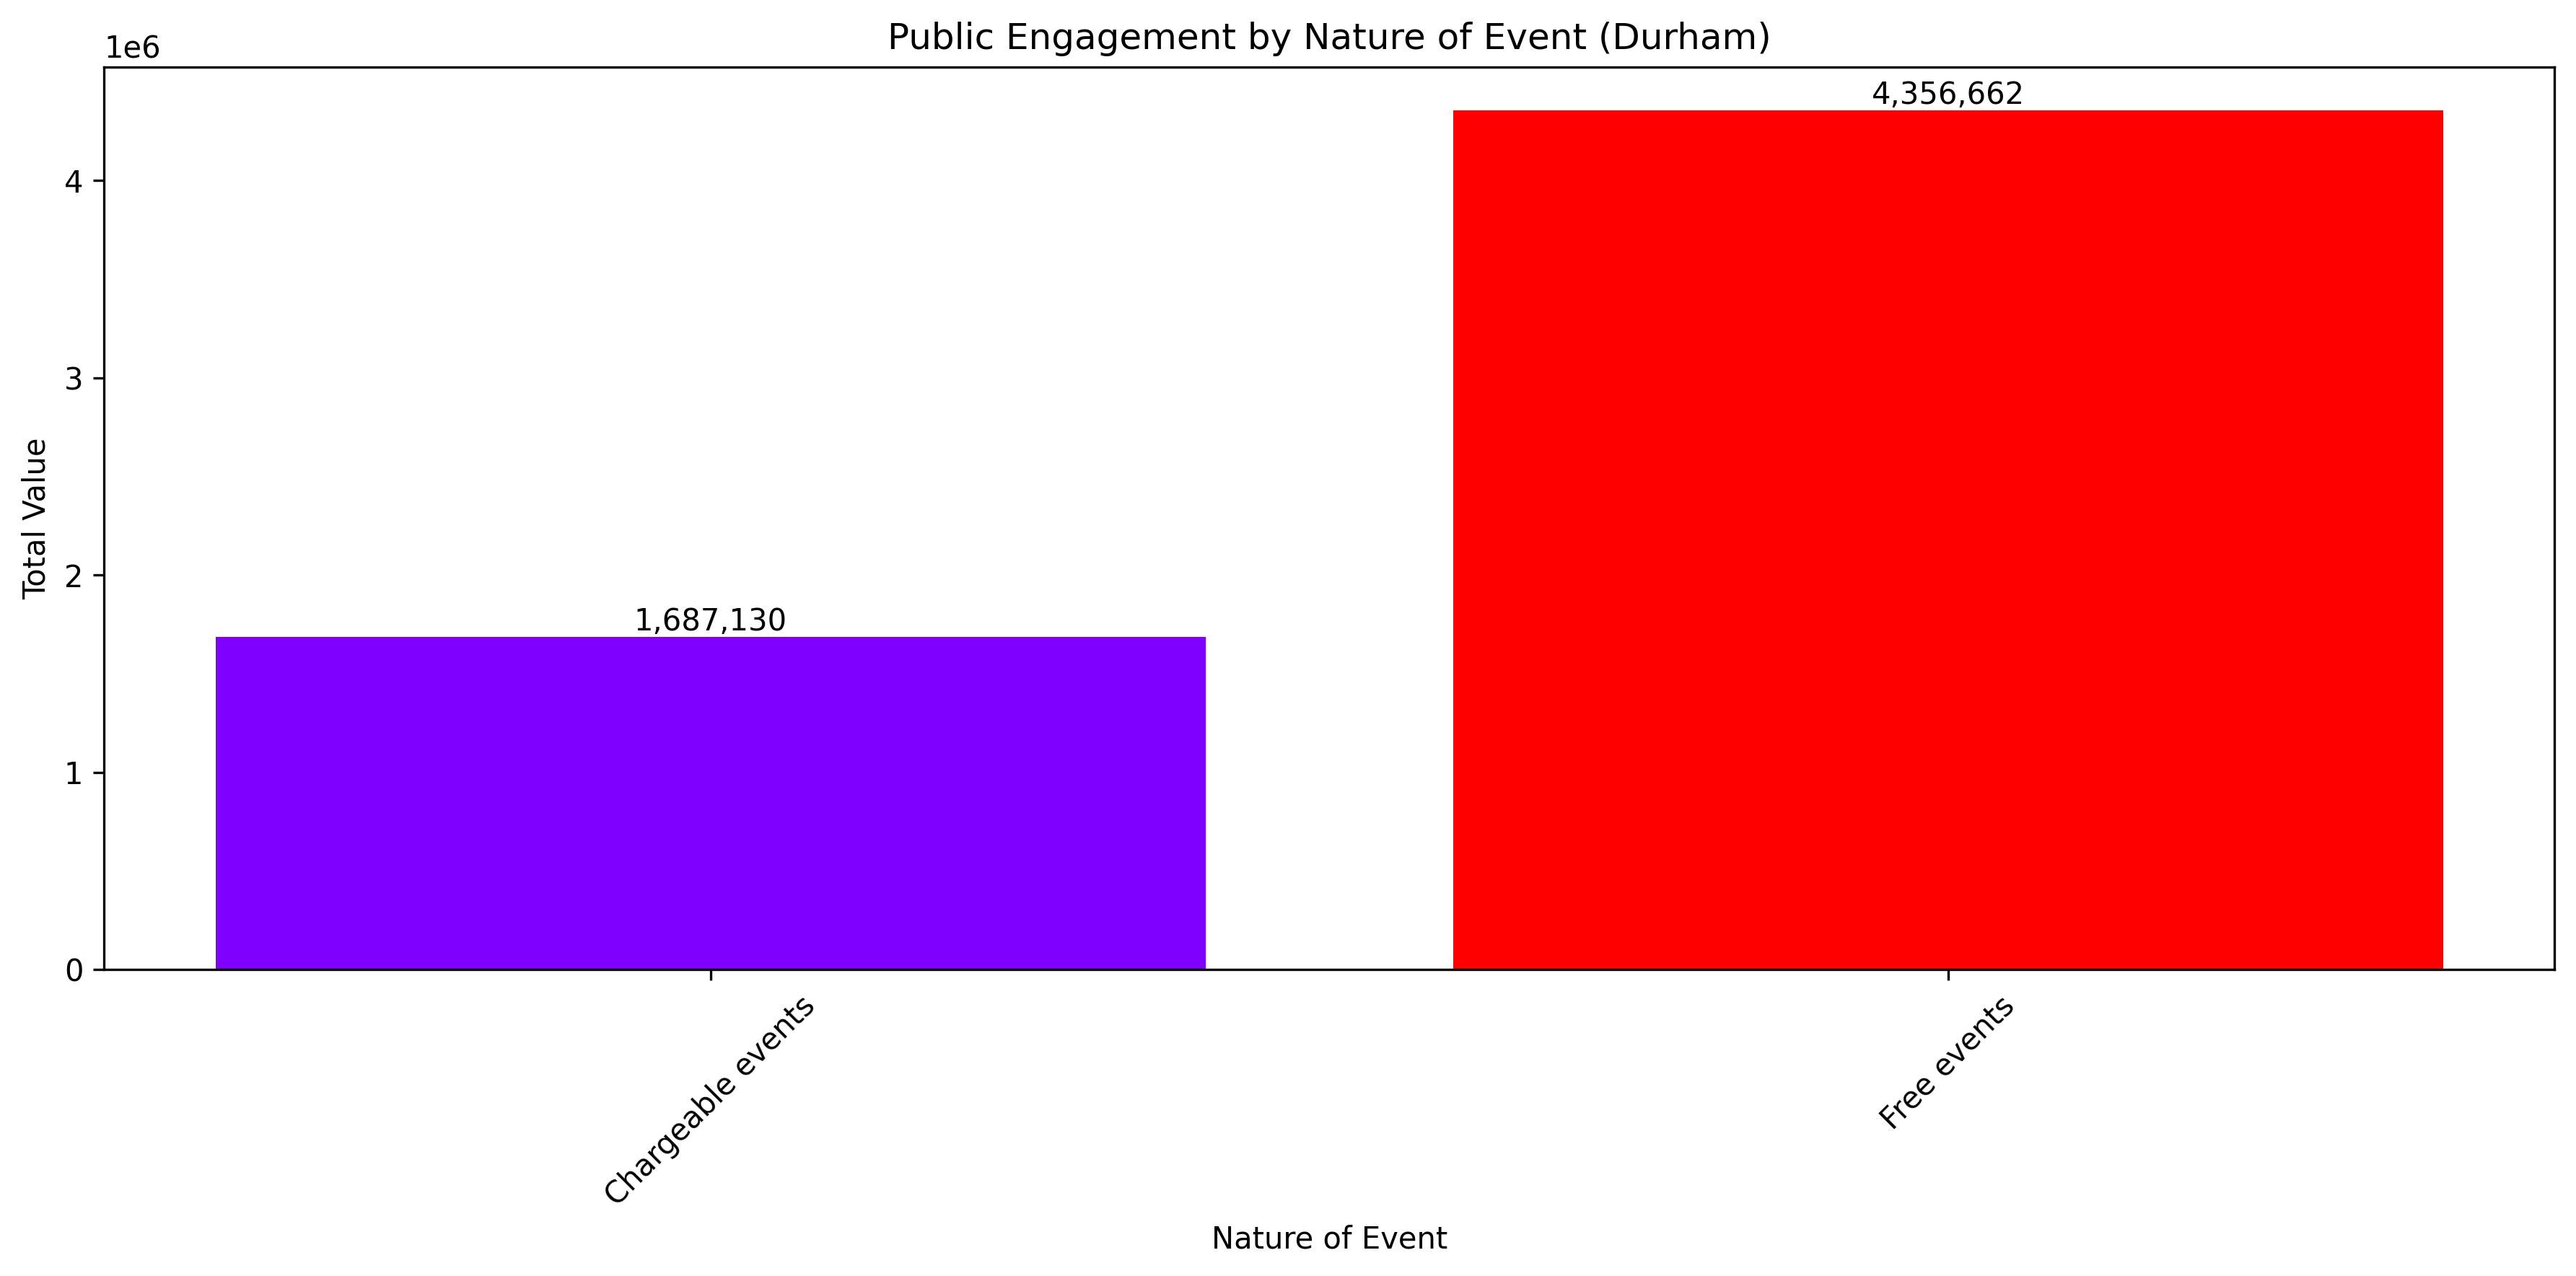 Public Engagement by Nature of Event (Durham)
1e6
4,356,662
4
3
2
1,687,130
1
0
Total Value
Chargeable events
Free events
Nature of Event